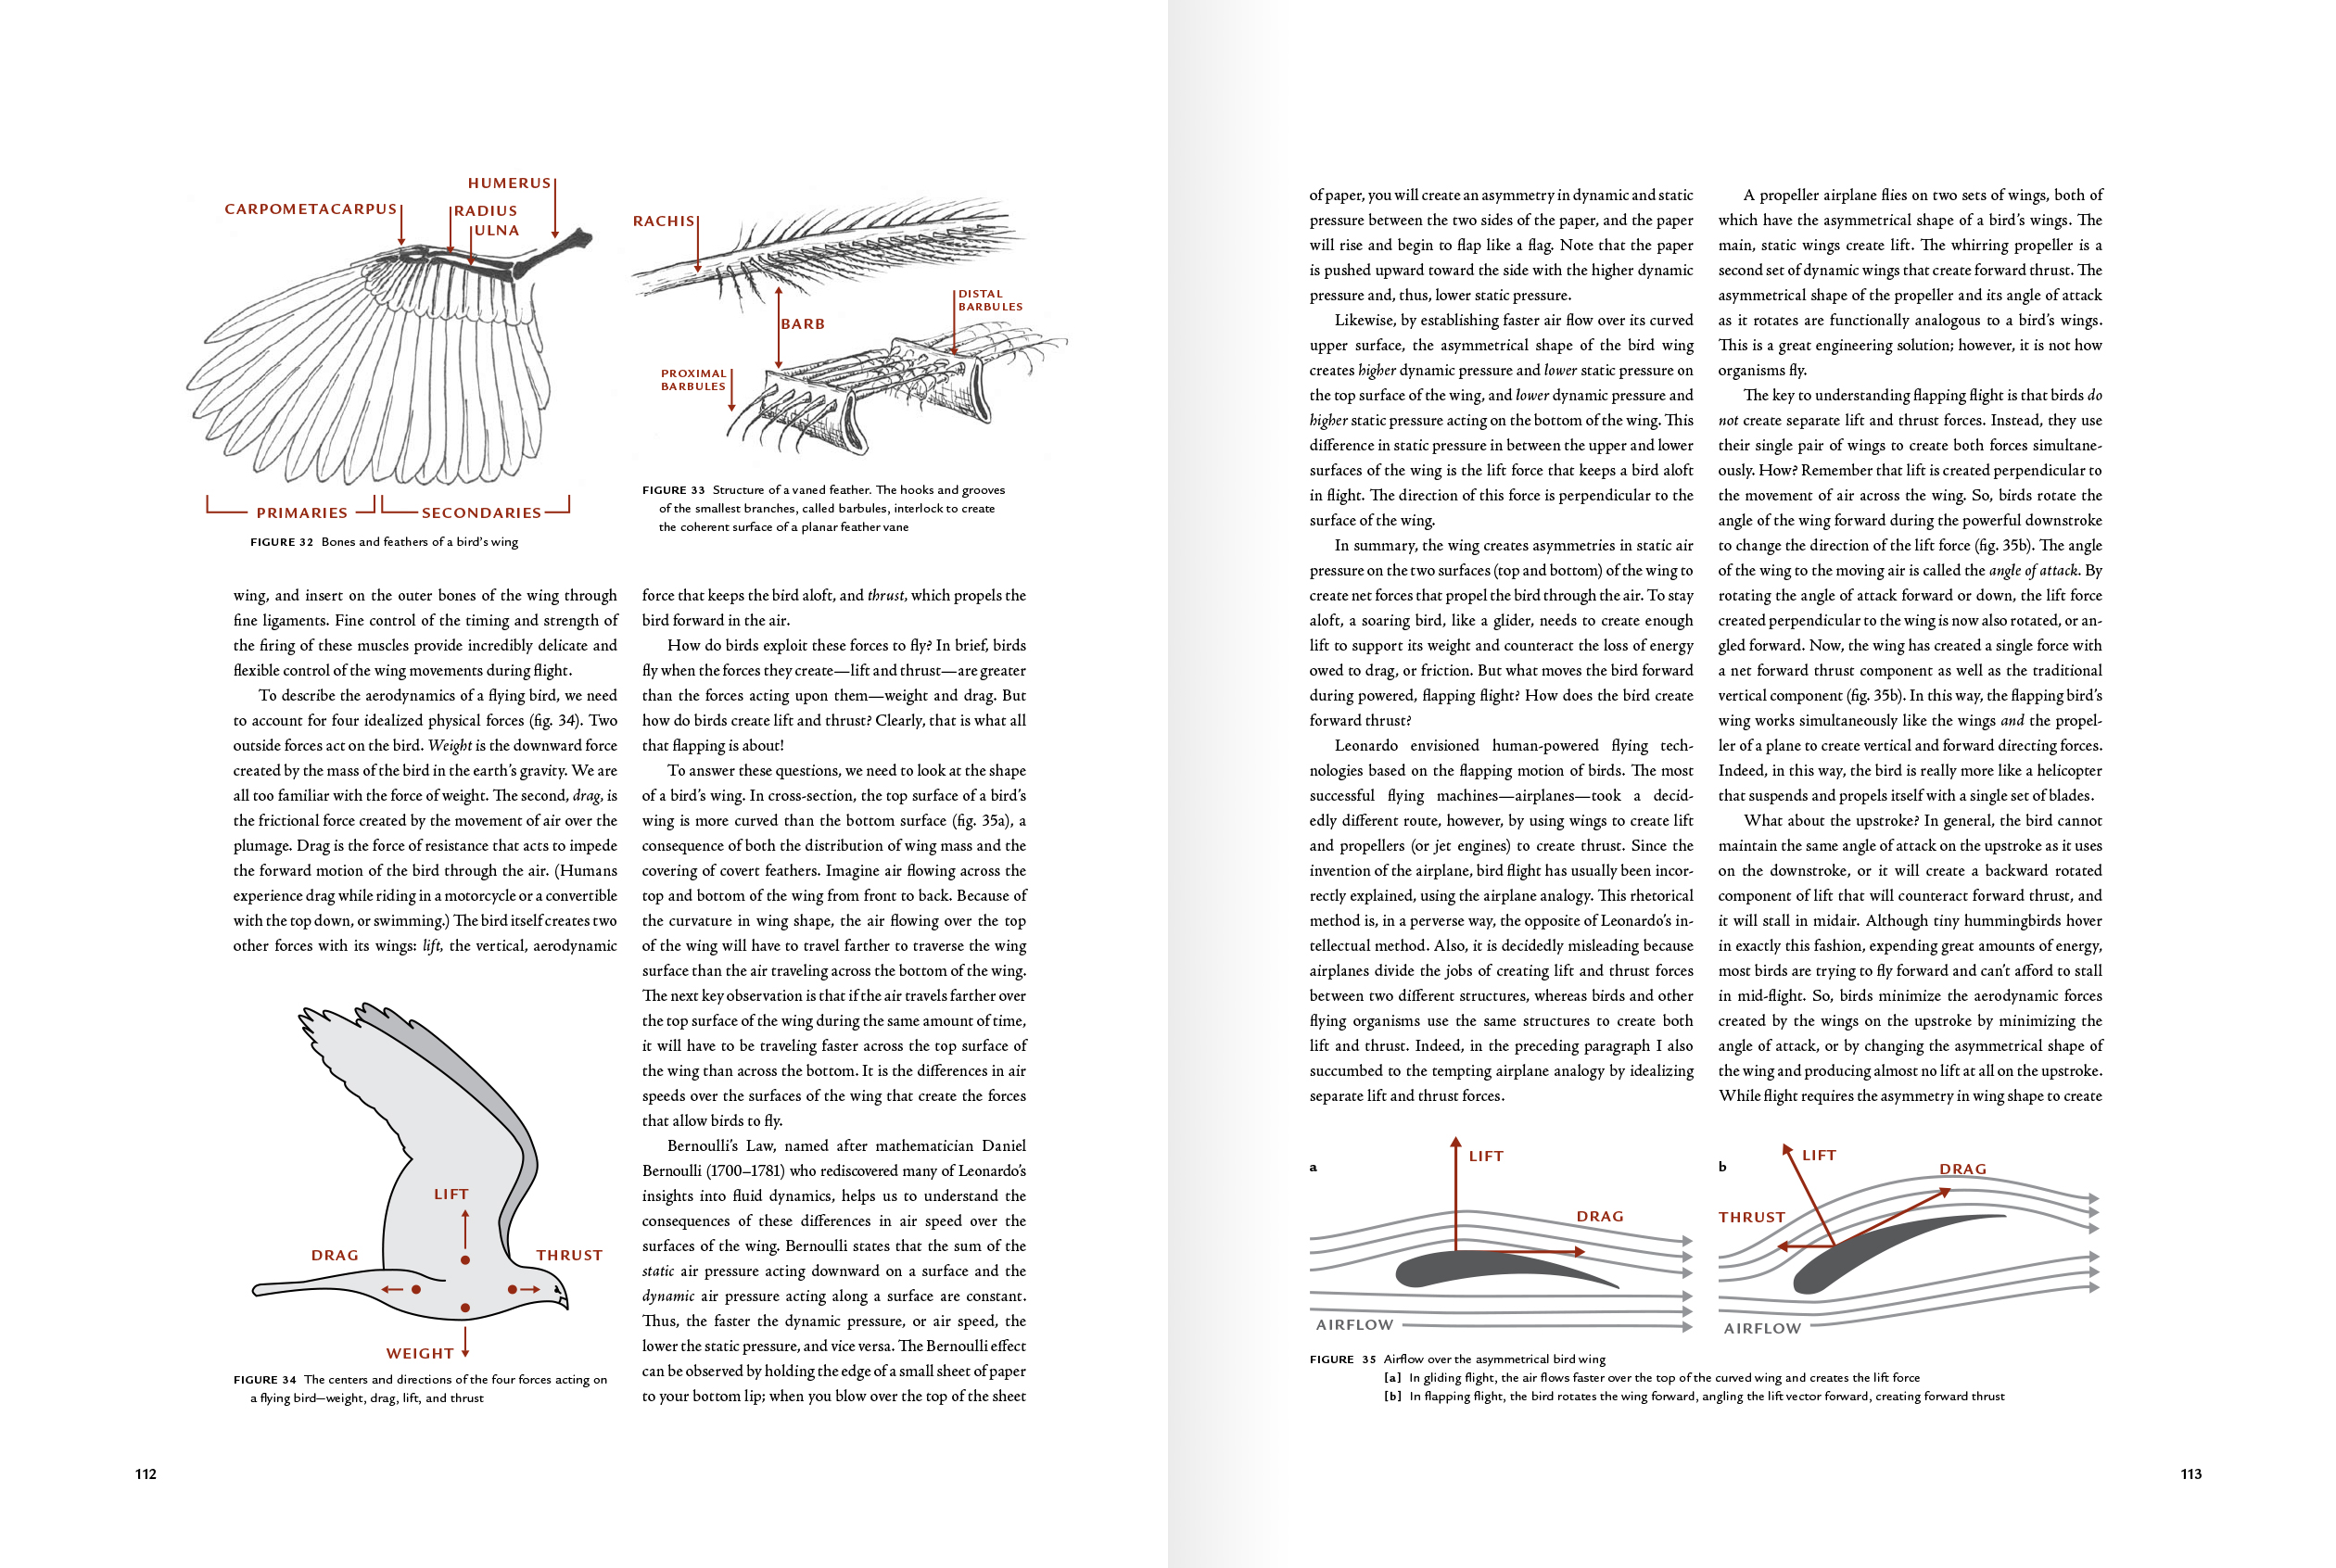 HUMERUS
CARPOMETACARPUS
RADIUS
ULNA
PRIMARIES
SECONDARIES
FIGURE 32 Bones and feathers of a bird’s wing
RACHIS
BARB
DISTAL
BARBULES
PROXIMAL
BARBULES
FIGURE 33 Structure of a vaned feather. The hooks and grooves
of the smallest branches, called barbules, interlock to create
the coherent surface of a planar feather vane
wing, and insert on the outer bones of the wing through
fine ligaments. Fine control of the timing and strength of
the firing of these muscles provide incredibly delicate and
flexible control of the wing movements during flight.
To describe the aerodynamics of a flying bird, we need
to account for four idealized physical forces (fig. 34). Two
outside forces act on the bird. Weight is the downward force
created by the mass of the bird in the earth’s gravity. We are
all too familiar with the force of weight. The second, drag, is
the frictional force created by the movement of air over the
plumage. Drag is the force of resistance that acts to impede
the forward motion of the bird through the air. (Humans
experience drag while riding in a motorcycle or a convertible
with the top down, or swimming.) The bird itself creates two
other forces with its wings: lift, the vertical, aerodynamic
LIFT
DRAG
THRUST
WEIGHT
FIGURE 34 The centers and directions of the four forces acting on
a flying bird—weight, drag, lift, and thrust
force that keeps the bird aloft, and thrust, which propels the
bird forward in the air.
How do birds exploit these forces to fly? In brief, birds
fly when the forces they create—lift and thrust—are greater
than the forces acting upon them—weight and drag. But
how do birds create lift and thrust? Clearly, that is what all
that flapping is about!
To answer these questions, we need to look at the shape
of a bird’s wing. In cross-section, the top surface of a bird’s
wing is more curved than the bottom surface (fig. 35a), a
consequence of both the distribution of wing mass and the
covering of covert feathers. Imagine air flowing across the
top and bottom of the wing from front to back. Because of
the curvature in wing shape, the air flowing over the top
of the wing will have to travel farther to traverse the wing
surface than the air traveling across the bottom of the wing.
The next key observation is that if the air travels farther over
the top surface of the wing during the same amount of time,
it will have to be traveling faster across the top surface of
the wing than across the bottom. It is the differences in air
speeds over the surfaces of the wing that create the forces
that allow birds to fly.
Bernoulli’s Law, named after mathematician Daniel
Bernoulli (1700–1781) who rediscovered many of Leonardo’s
insights into fluid dynamics, helps us to understand the
consequences of these differences in air speed over the
surfaces of the wing. Bernoulli states that the sum of the
static air pressure acting downward on a surface and the
dynamic air pressure acting along a surface are constant.
Thus, the faster the dynamic pressure, or air speed, the
lower the static pressure, and vice versa. The Bernoulli effect
can be observed by holding the edge of a small sheet of paper
to your bottom lip; when you blow over the top of the sheet
112
of paper, you will create an asymmetry in dynamic and static
pressure between the two sides of the paper, and the paper
will rise and begin to flap like a flag. Note that the paper
is pushed upward toward the side with the higher dynamic
pressure and, thus, lower static pressure.
Likewise, by establishing faster air flow over its curved
upper surface, the asymmetrical shape of the bird wing
creates higher dynamic pressure and lower static pressure on
the top surface of the wing, and lower dynamic pressure and
higher static pressure acting on the bottom of the wing. This
difference in static pressure in between the upper and lower
surfaces of the wing is the lift force that keeps a bird aloft
in flight. The direction of this force is perpendicular to the
surface of the wing.
In summary, the wing creates asymmetries in static air
pressure on the two surfaces (top and bottom) of the wing to
create net forces that propel the bird through the air. To stay
aloft, a soaring bird, like a glider, needs to create enough
lift to support its weight and counteract the loss of energy
owed to drag, or friction. But what moves the bird forward
during powered, flapping flight? How does the bird create
forward thrust?
Leonardo envisioned human-powered flying tech-
nologies based on the flapping motion of birds. The most
successful flying machines—airplanes—took a decid-
edly different route, however, by using wings to create lift
and propellers (or jet engines) to create thrust. Since the
invention of the airplane, bird flight has usually been incor-
rectly explained, using the airplane analogy. This rhetorical
method is, in a perverse way, the opposite of Leonardo’s in-
tellectual method. Also, it is decidedly misleading because
airplanes divide the jobs of creating lift and thrust forces
between two different structures, whereas birds and other
flying organisms use the same structures to create both
lift and thrust. Indeed, in the preceding paragraph I also
succumbed to the tempting airplane analogy by idealizing
separate lift and thrust forces.
A propeller airplane flies on two sets of wings, both of
which have the asymmetrical shape of a bird’s wings. The
main, static wings create lift. The whirring propeller is a
second set of dynamic wings that create forward thrust. The
asymmetrical shape of the propeller and its angle of attack
as it rotates are functionally analogous to a bird’s wings.
This is a great engineering solution; however, it is not how
organisms fly.
The key to understanding flapping flight is that birds do
not create separate lift and thrust forces. Instead, they use
their single pair of wings to create both forces simultane-
ously. How? Remember that lift is created perpendicular to
the movement of air across the wing. So, birds rotate the
angle of the wing forward during the powerful downstroke
to change the direction of the lift force (fig. 35b). The angle
of the wing to the moving air is called the angle of attack. By
rotating the angle of attack forward or down, the lift force
created perpendicular to the wing is now also rotated, or an-
gled forward. Now, the wing has created a single force with
a net forward thrust component as well as the traditional
vertical component (fig. 35b). In this way, the flapping bird’s
wing works simultaneously like the wings and the propel-
ler of a plane to create vertical and forward directing forces.
Indeed, in this way, the bird is really more like a helicopter
that suspends and propels itself with a single set of blades.
What about the upstroke? In general, the bird cannot
maintain the same angle of attack on the upstroke as it uses
on the downstroke, or it will create a backward rotated
component of lift that will counteract forward thrust, and
it will stall in midair. Although tiny hummingbirds hover
in exactly this fashion, expending great amounts of energy,
most birds are trying to fly forward and can’t afford to stall
in mid-flight. So, birds minimize the aerodynamic forces
created by the wings on the upstroke by minimizing the
angle of attack, or by changing the asymmetrical shape of
the wing and producing almost no lift at all on the upstroke.
While flight requires the asymmetry in wing shape to create
a
LIFT
DRAG
AIRFLOW
b
LIFT
DRAG
THRUST
AIRFLOW
FIGURE 35 Airflow over the asymmetrical bird wing
[a] In gliding flight, the air flows faster over the top of the curved wing and creates the lift force
[b] In flapping flight, the bird rotates the wing forward, angling the lift vector forward, creating forward thrust
113